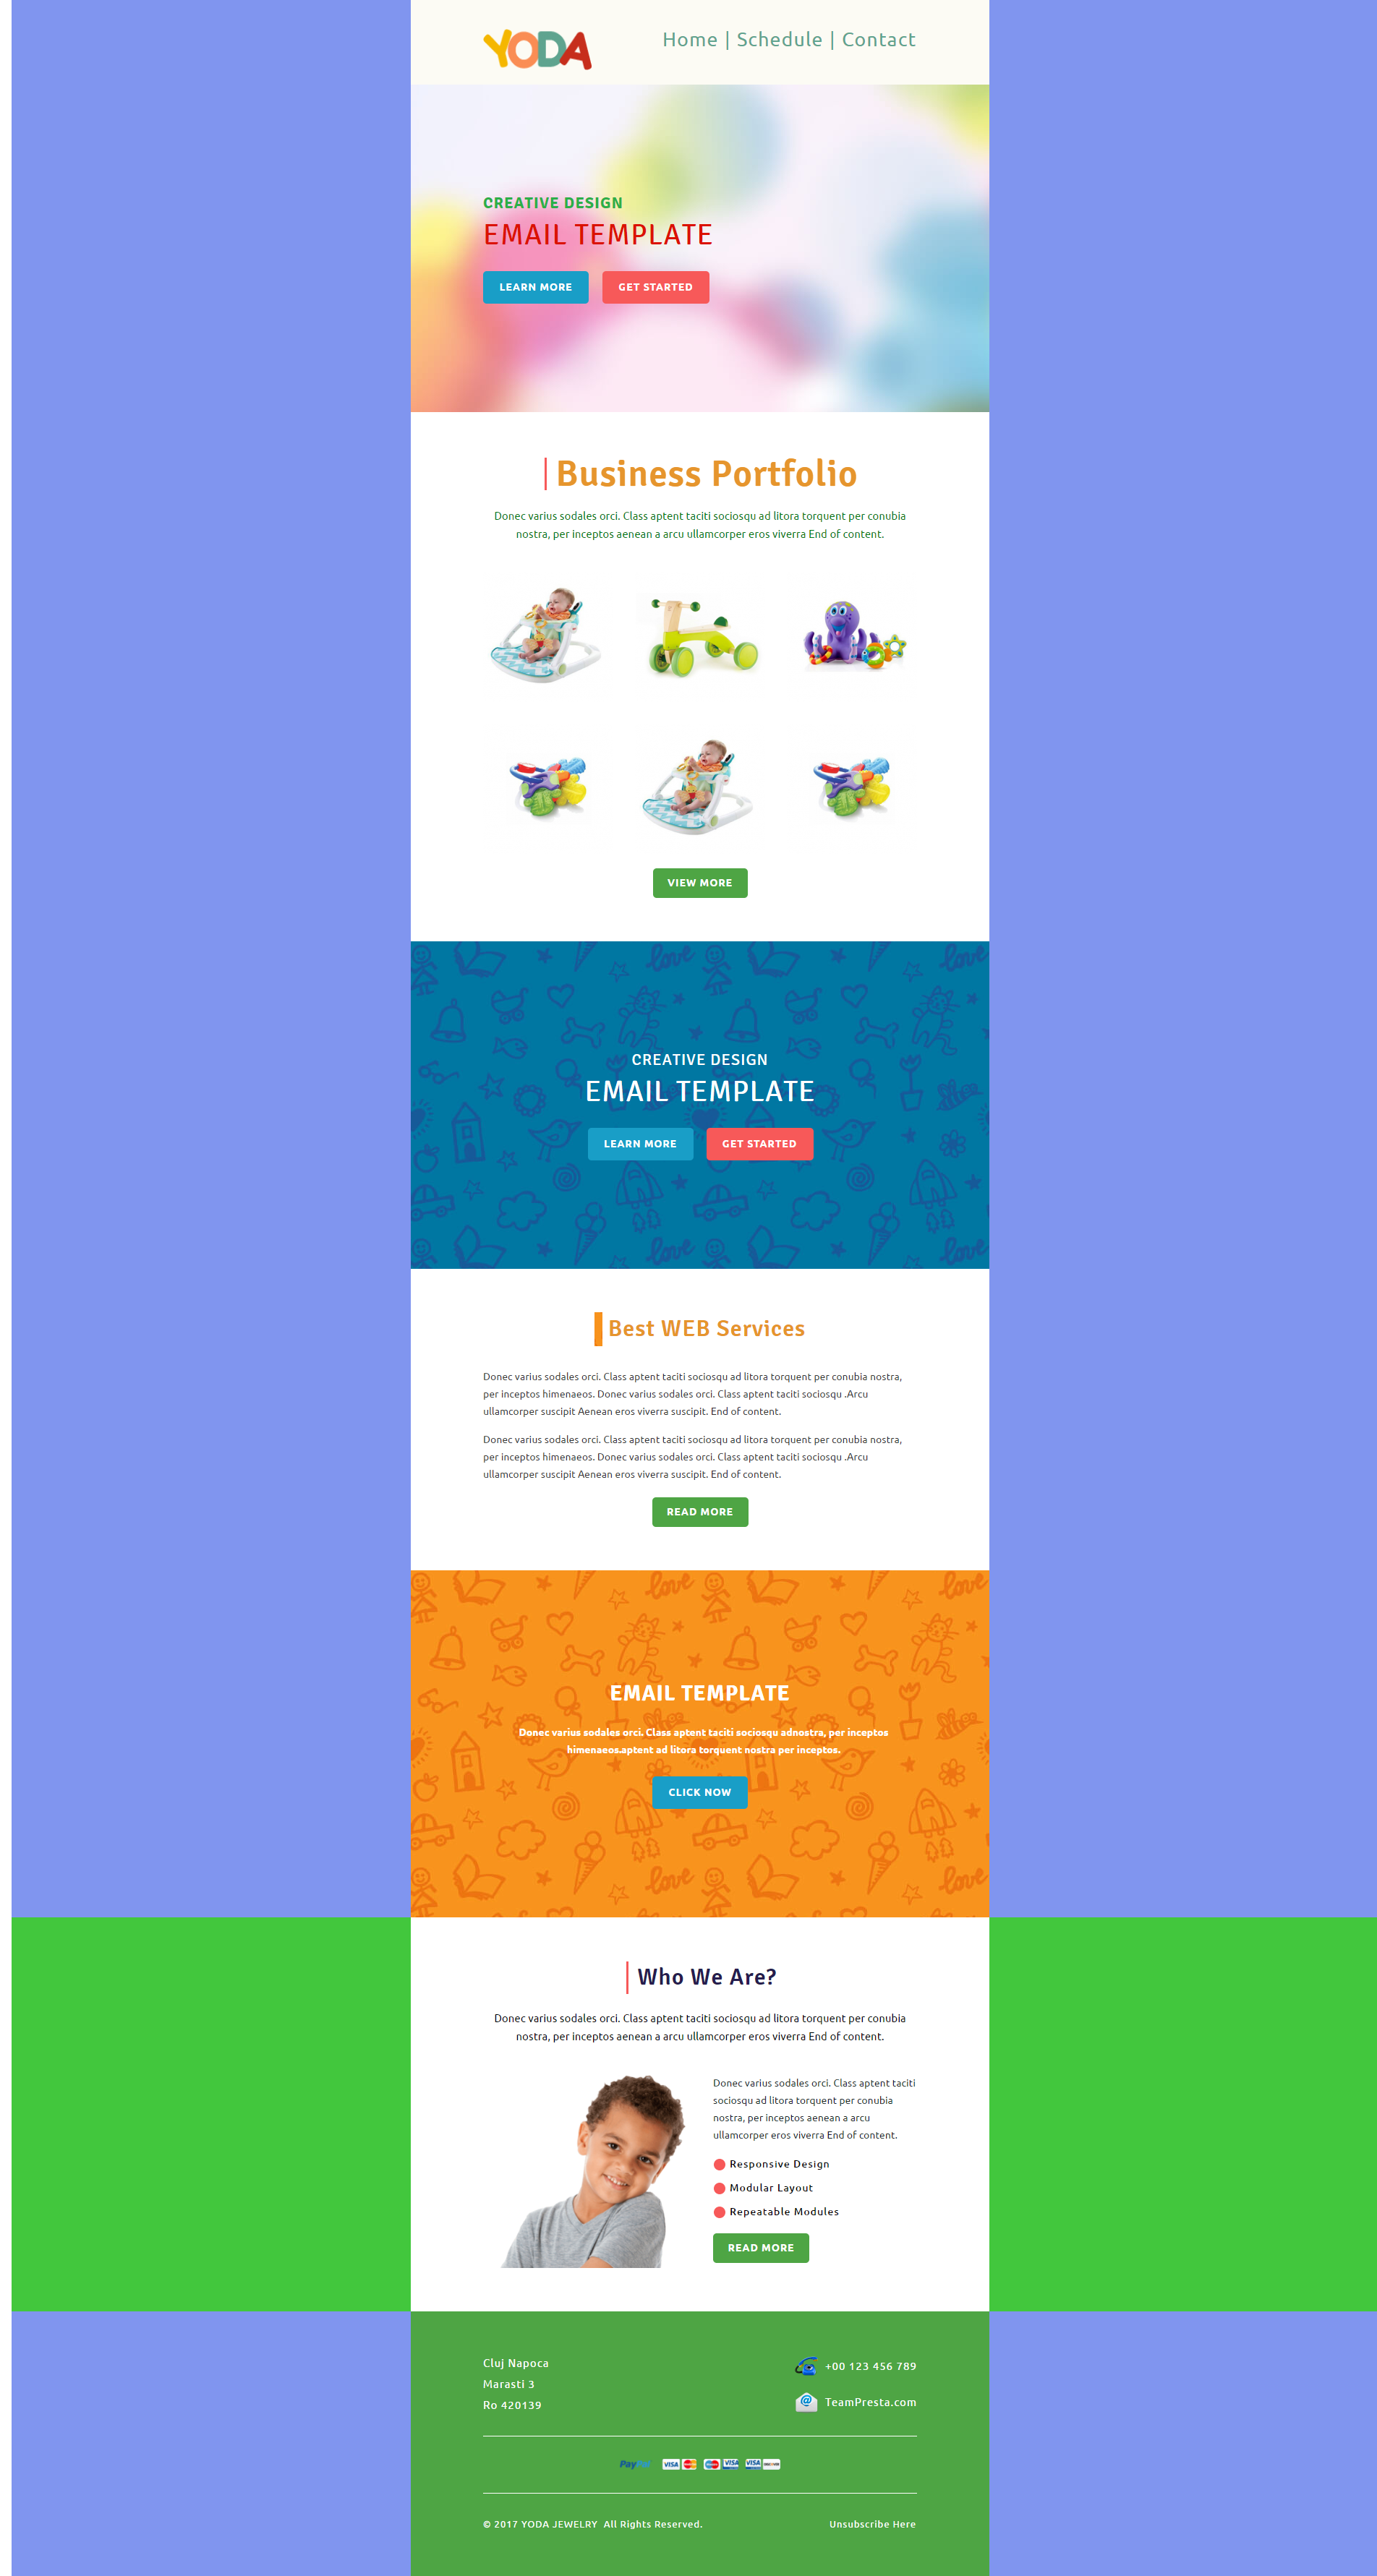 YODA
Home | Schedule | Contact
CREATIVE DESIGN
EMAIL TEMPLATE
LEARN MORE
GET STARTED
Business Portfolio
Donec varius sodales orci. Class aptent taciti sociosqu ad litora torquent per conubia
nostra, per inceptos aenean a arcu ullamcorper eros viverra End of content.
VIEW MORE
love
love
CREATIVE DESIGN
EMAIL TEMPLATE
LEARN MORE
GET STARTED
love
love
Best WEB Services
Donec varius sodales orci. Class aptent taciti sociosqu ad litora torquent per conubia nostra,
per inceptos himenaeos. Donec varius sodales orci. Class aptent taciti sociosqu .Arcu
ullamcorper suscipit Aenean eros viverra suscipit. End of content.
Donec varius sodales orci. Class aptent taciti sociosqu ad litora torquent per conubia nostra,
per inceptos himenaeos. Donec varius sodales orci. Class aptent taciti sociosqu .Arcu
ullamcorper suscipit Aenean eros viverra suscipit. End of content.
READ MORE
love
love
EMAIL TEMPLATE
Donec varius sodales orci. Class aptent taciti sociosqu adnostra, per inceptos
himenaeos.aptent ad litora torquent nostra per inceptos.
CLICK NOW
love
love
Who We Are?
Donec varius sodales orci. Class aptent taciti sociosqu ad litora torquent per conubia
nostra, per inceptos aenean a arcu ullamcorper eros viverra End of content.
Donec varius sodales orci. Class aptent taciti
sociosqu ad litora torquent per conubia
nostra, per inceptos aenean a arcu
ullamcorper eros viverra End of content.
Responsive Design
Modular Layout
Repeatable Modules
READ MORE
Cluj Napoca
Marasti 3
Ro 420139
+00 123 456 789
@
TeamPresta.com
PayPal
VISA
VISA
VISA
© 2017 YODA JEWELRY All Rights Reserved.
Unsubscribe Here